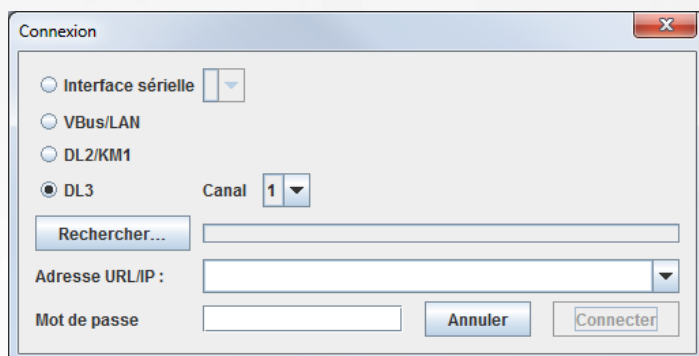 Connexion
Interface sérielle
VBus/LAN
DL2/KM1
DL3 Canal 1
Rechercher...
Adresse URL/IP :
Mot de passe Annuler Connecter